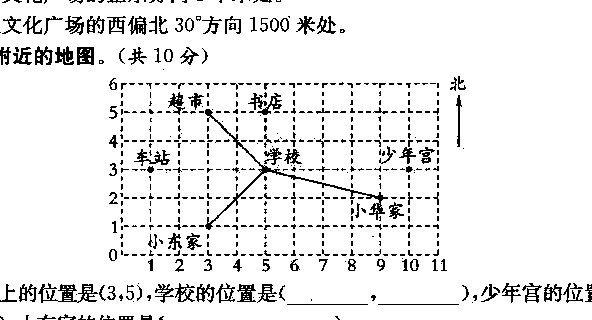 文化广场的西偏北30°方向1500米处。
附近的地图。(共10分)
北
6
超市 书店
5
4
车站 学校 少年宫
3
2
小华家
1
小东家
0
1 2 3 4 5 6 7 8 9 10 11
上的位置是(3,5),学校的位置是( , ),少年宫的位置